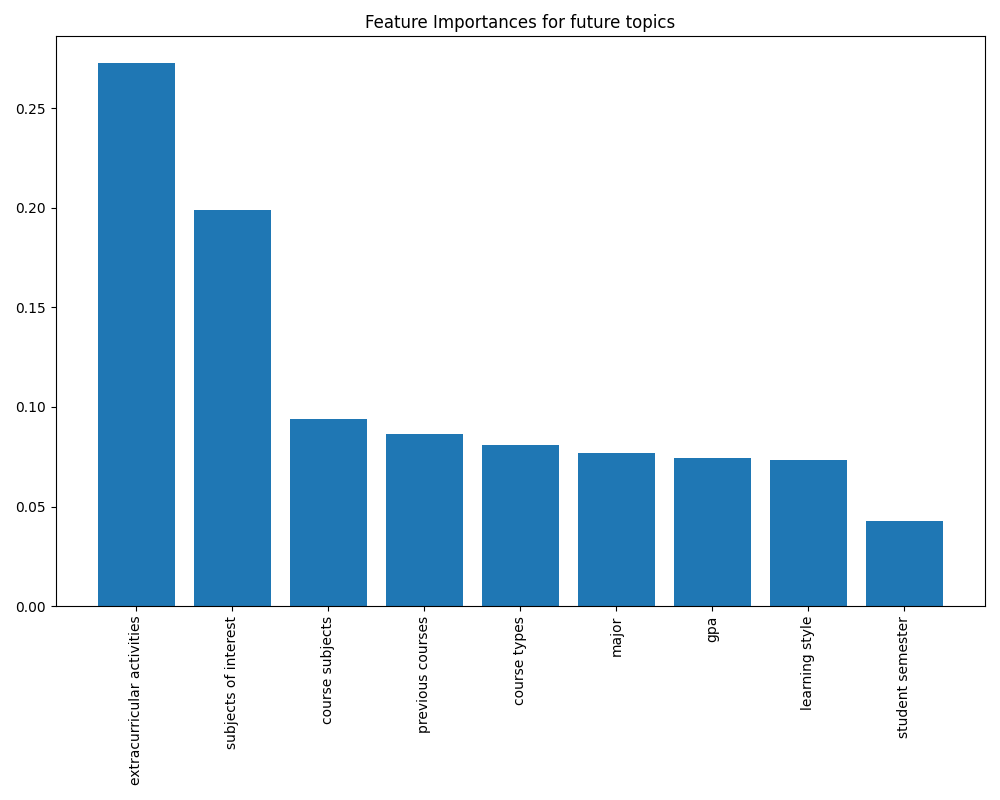 Feature Importances for future topics
0.25
0.20
0.15
0.10
0.05
0.00
extracurricular activities
subjects of interest
course subjects
previous courses
course types
major
gpa
learning style
student semester